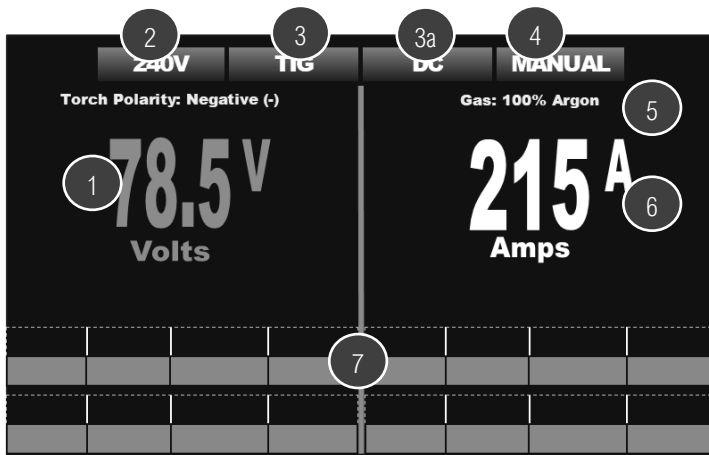 2 3 3a 4
240V TIG DC MANUAL
Torch Polarity: Negative (-) Gas: 100% Argon
5
1 78.5 V 215 A
6
Volts Amps
7